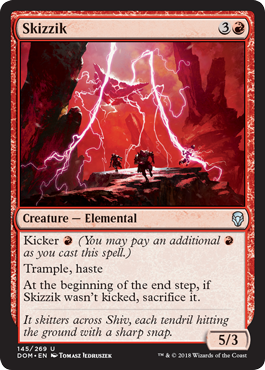 Skizzik 3
Creature — Elemental
Kicker (You may pay an additional
as you cast this spell.)
Trample, haste
At the beginning of the end step, if
Skizzik wasn't kicked, sacrifice it.
It skitters across Shiv, each tendril hitting
the ground with a sharp snap.
5/3
145/269 U
DOM • EN Tomasz Jedruszek
™ & © 2018 Wizards of the Coast